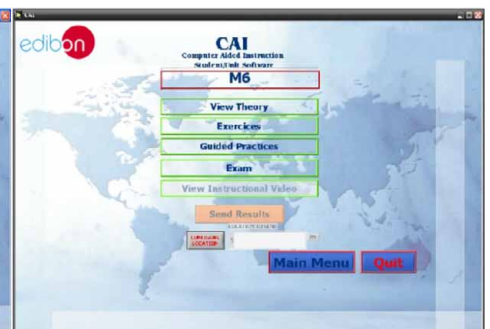 CAI
edibon
CAI
Computer Aided Instruction
Student/Unit Software
M6
View Theory
Exercices
Guided Practices
Exam
View Instructional Video
Send Results
LOCATION
Main Menu
Quit